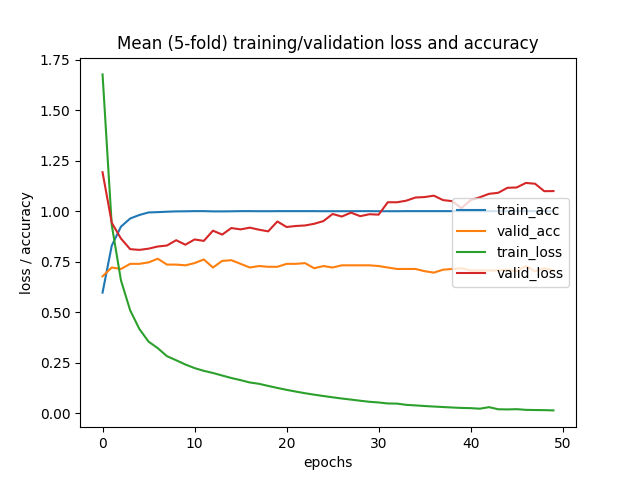 Mean (5-fold) training/validation loss and accuracy
loss / accuracy
1.75
1.50
1.25
1.00
0.75
0.50
0.25
0.00
train_acc
valid_acc
train_loss
valid_loss
0 10 20 30 40 50
epochs